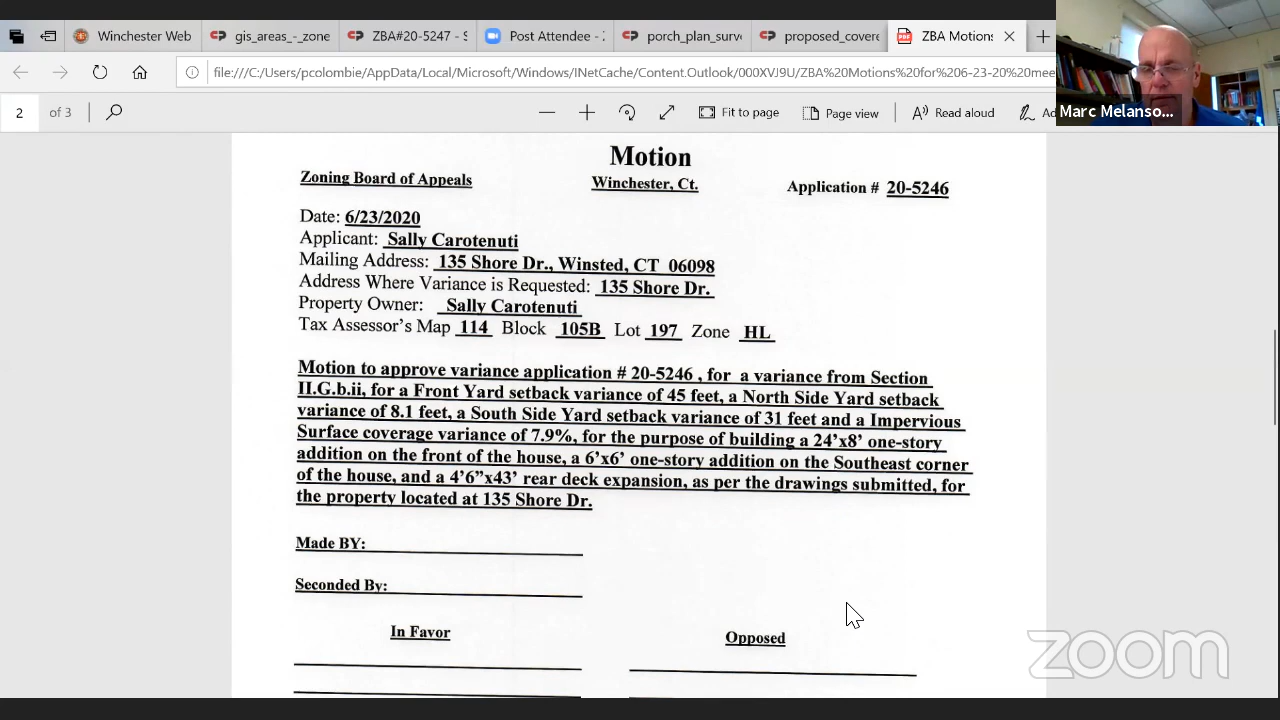 Winchester Web
gis_areas_-_zone
ZBA#20-5247 - S
Post Attendee - Z
porch_plan_surve
proposed_covere
ZBA Motions
file:///C:/Users/pcolombie/AppData/Local/Microsoft/Windows/INetCache/Content.Outlook/000XVJ9U/ZBA%20Motions%20for%206-23-20%20mee
2 of 3
Fit to page
Page view
Read aloud
Marc Melanso...
Motion
Zoning Board of Appeals
Winchester, Ct.
Application # 20-5246
Date: 6/23/2020
Applicant: Sally Carotenuti
Mailing Address: 135 Shore Dr., Winsted, CT 06098
Address Where Variance is Requested: 135 Shore Dr.
Property Owner: Sally Carotenuti
Tax Assessor's Map 114 Block 105B Lot 197 Zone HL
Motion to approve variance application # 20-5246 , for a variance from Section
II.G.b.ii, for a Front Yard setback variance of 45 feet, a North Side Yard setback
variance of 8.1 feet, a South Side Yard setback variance of 31 feet and a Impervious
Surface coverage variance of 7.9%, for the purpose of building a 24'x8' one-story
addition on the front of the house, a 6'x6' one-story addition on the Southeast corner
of the house, and a 4'6"x43' rear deck expansion, as per the drawings submitted, for
the property located at 135 Shore Dr.
Made BY:
Seconded By:
In Favor
Opposed
zoom